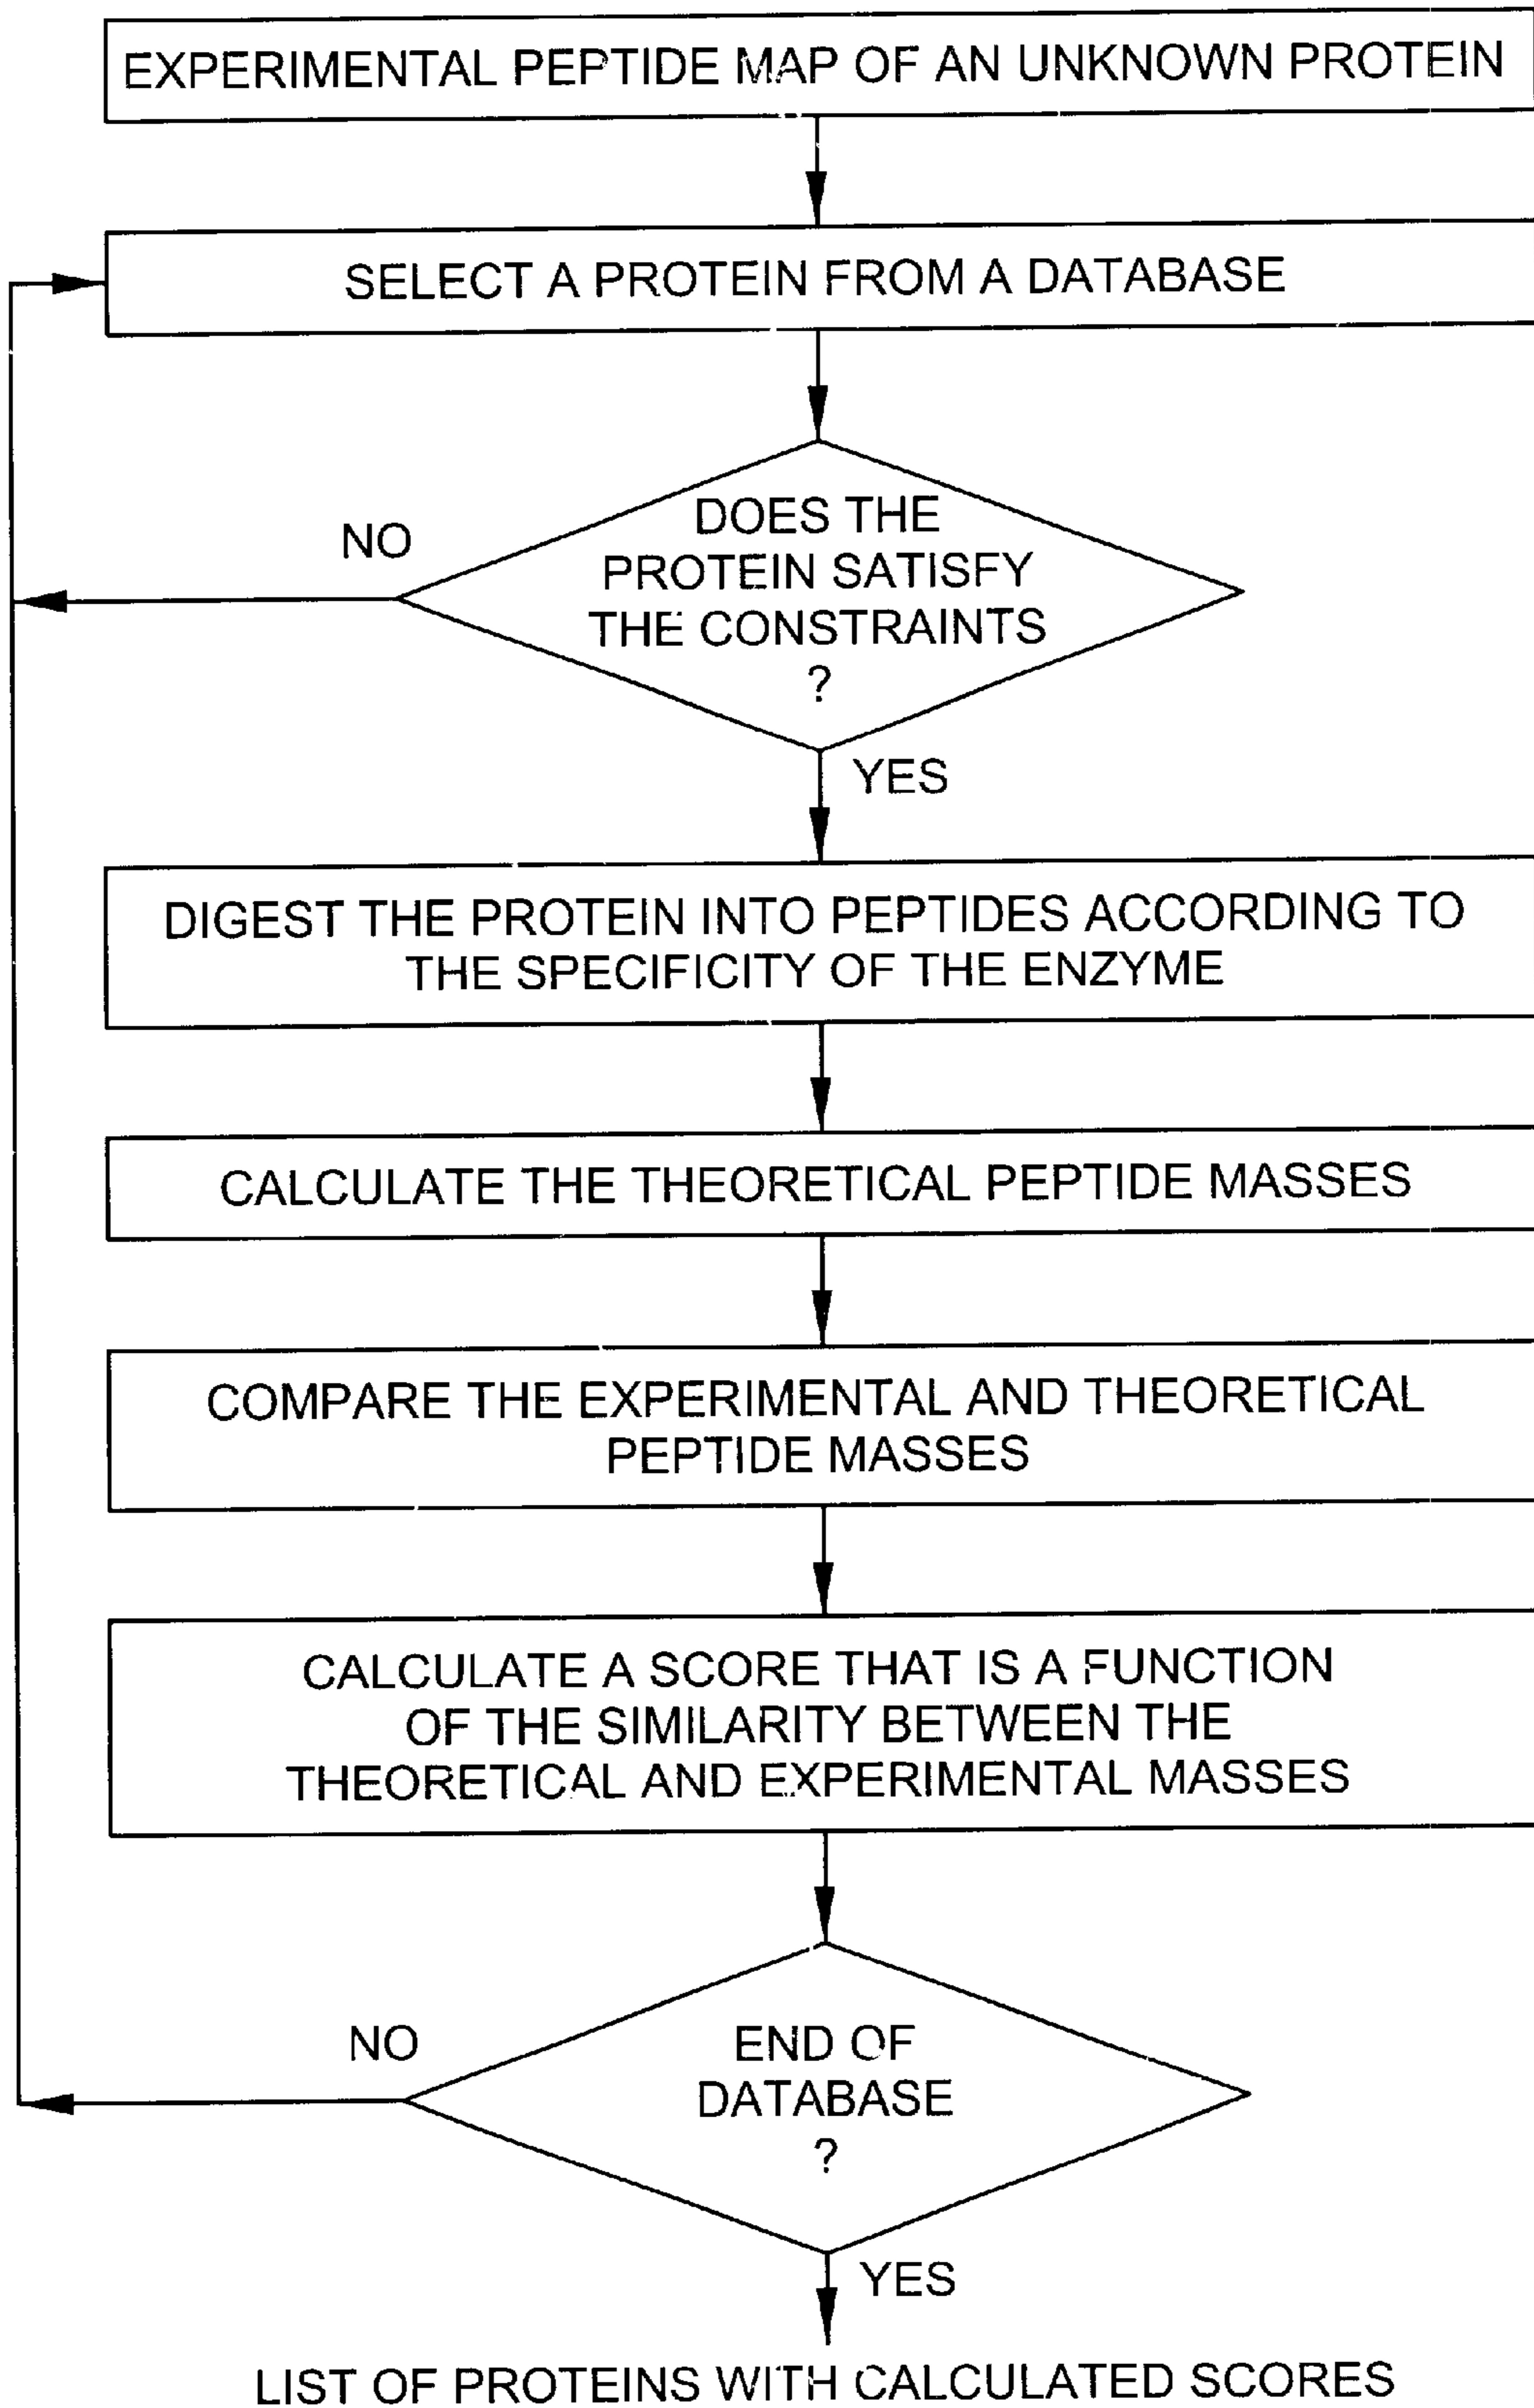 EXPERIMENTAL PEPTIDE MAP OF AN UNKNOWN PROTEIN
SELECT A PROTEIN FROM A DATABASE
NO
DOES THE
PROTEIN SATISFY
THE CONSTRAINTS
?
YES
DIGEST THE PROTEIN INTO PEPTIDES ACCORDING TO
THE SPECIFICITY OF THE ENZYME
CALCULATE THE THEORETICAL PEPTIDE MASSES
COMPARE THE EXPERIMENTAL AND THEORETICAL
PEPTIDE MASSES
CALCULATE A SCORE THAT IS A FUNCTION
OF THE SIMILARITY BETWEEN THE
THEORETICAL AND EXPERIMENTAL MASSES
NO
END OF
DATABASE
?
YES
LIST OF PROTEINS WITH CALCULATED SCORES